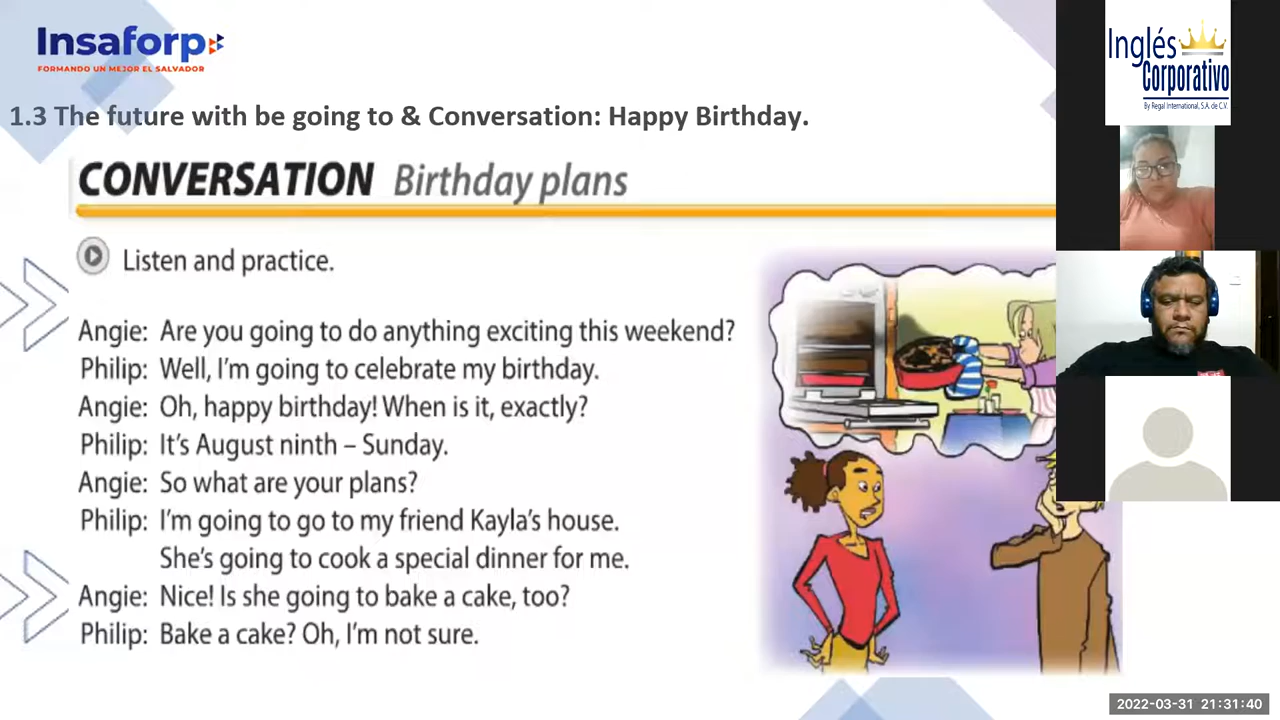 Insaforp
FORMANDO UN MEJOR EL SALVADOR
1.3 The future with be going to & Conversation: Happy Birthday.
CONVERSATION Birthday plans
Listen and practice.
Angie: Are you going to do anything exciting this weekend?
Philip: Well, I'm going to celebrate my birthday.
Angie: Oh, happy birthday! When is it, exactly?
Philip: It's August ninth – Sunday.
Angie: So what are your plans?
Philip: I'm going to go to my friend Kayla's house.
She's going to cook a special dinner for me.
Angie: Nice! Is she going to bake a cake, too?
Philip: Bake a cake? Oh, I'm not sure.
Inglés
Corporativo
By Regal International, S.A. de C.V.
2022-03-31 21:31:40